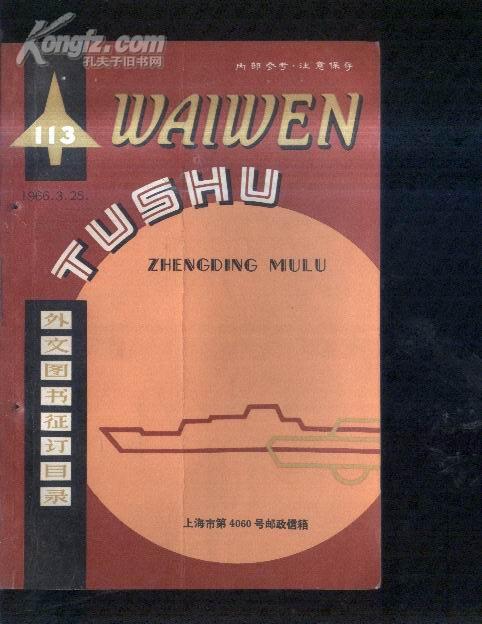 Kongfz.com
孔夫子旧书网
内部参考·注意保存
113
WAIWEN
1966.3.25.
TUSHU
ZHENGDING MULU
外文图书征订目录
上海市第4060号邮政信箱